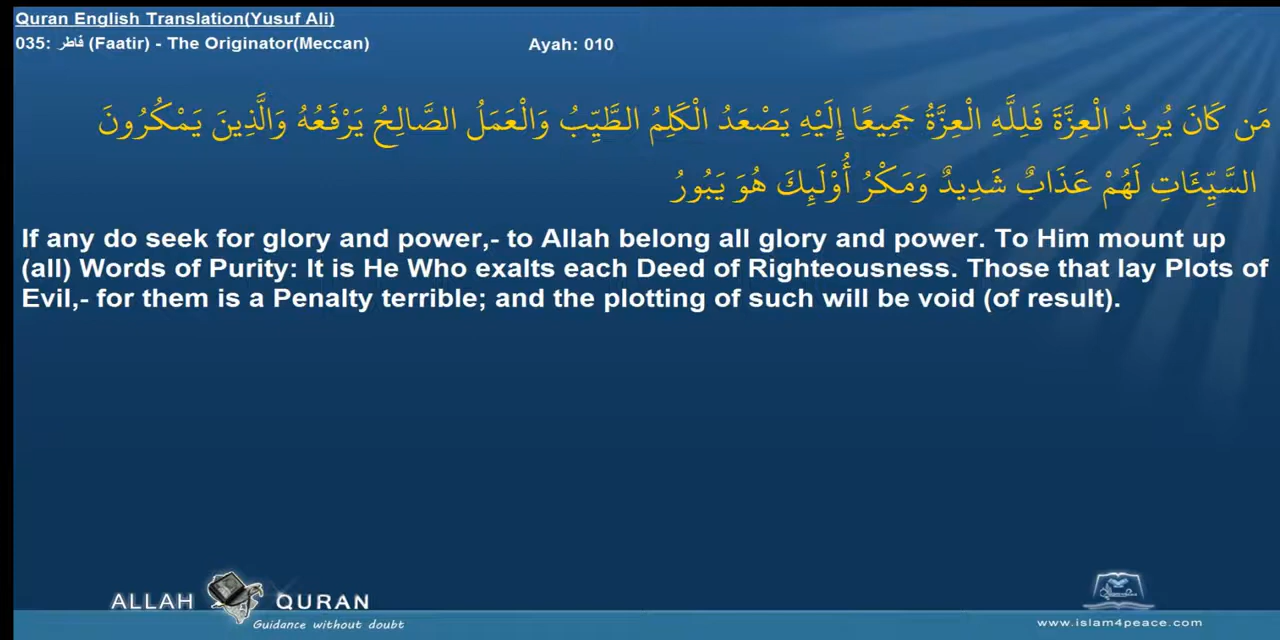 Quran English Translation(Yusuf Ali)
035: فاطر (Faatir) - The Originator(Meccan) Ayah: 010
مَن كَانَ يُرِيدُ الْعِزَّةَ فَلِلَّهِ الْعِزَّةُ جَمِيعًا إِلَيْهِ يَصْعَدُ الْكَلِمُ الطَّيِّبُ وَالْعَمَلُ الصَّالِحُ يَرْفَعُهُ وَالَّذِينَ يَمْكُرُونَ
السَّيِّئَاتِ لَهُمْ عَذَابٌ شَدِيدٌ وَمَكْرُ أُوْلَئِكَ هُوَ يَبُورُ
If any do seek for glory and power,- to Allah belong all glory and power. To Him mount up
(all) Words of Purity: It is He Who exalts each Deed of Righteousness. Those that lay Plots of
Evil,- for them is a Penalty terrible; and the plotting of such will be void (of result).
ALLAH QURAN
Guidance without doubt
www.islam4peace.com